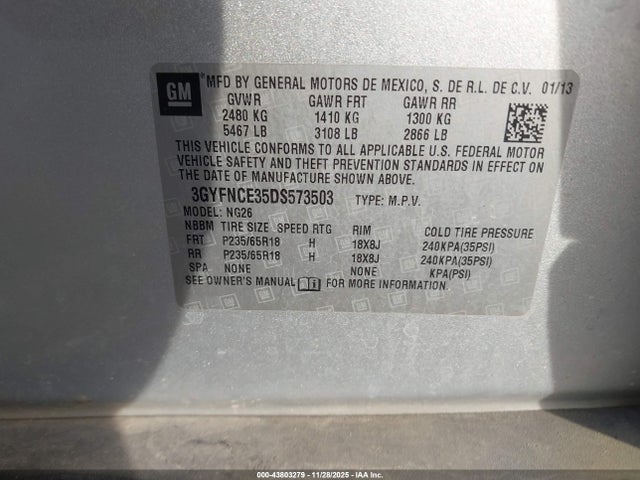 GM
®MFD BY GENERAL MOTORS DE MEXICO, S. DE R.L. DE C.V. 01/13
GVWR GAWR FRT GAWR RR
2480 KG 1410 KG 1300 KG
5467 LB 3108 LB 2866 LB
THIS VEHICLE CONFORMS TO ALL APPLICABLE U.S. FEDERAL MOTOR
VEHICLE SAFETY AND THEFT PREVENTION STANDARDS IN EFFECT ON
THE DATE OF MANUFACTURE SHOWN ABOVE.
3GYFNCE35DS573503 TYPE: M.P.V.
MODEL: NG26
NBBM TIRE SIZE SPEED RTG RIM COLD TIRE PRESSURE
FRT P235/65R18 H 18X8J 240KPA(35PSI)
RR P235/65R18 H 18X8J 240KPA(35PSI)
SPA NONE NONE KPA(PSI)
SEE OWNER'S MANUAL FOR MORE INFORMATION.
000-43803279 | 11/28/2025 | IAA Inc.